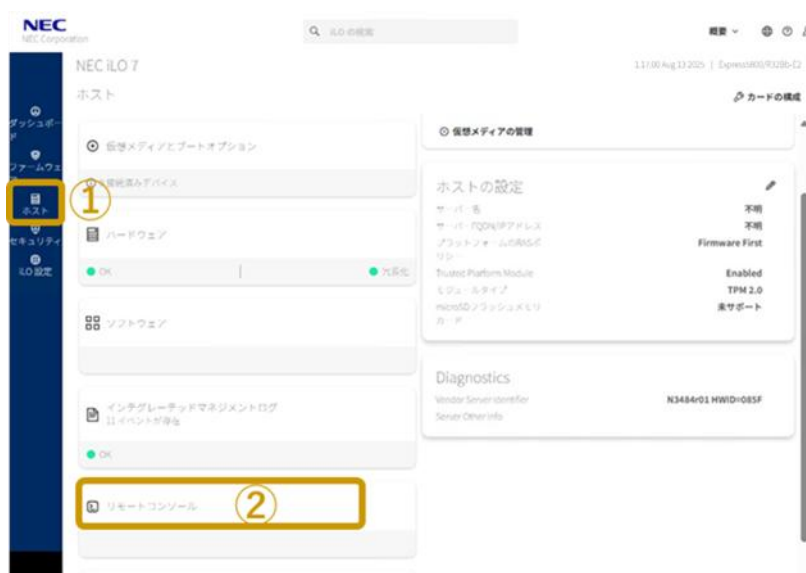 NEC
NEC Corporation
iLO の検索
概要
NEC iLO 7
1.17.00 Aug 13 2025 | Express5800/R32Bb-E2
ホスト
カードの構成
ダッシュボード
ファームウェア
ホスト
①
セキュリティ
iLO 設定
仮想メディアとブートオプション
接続済みデバイス
ハードウェア
OK
冗長化
ソフトウェア
インテグレーテッドマネジメントログ
11 イベントが存在
OK
リモートコンソール
②
仮想メディアの管理
ホストの設定
サーバー名 不明
サーバーFQDN/IPアドレス 不明
プラットフォームのRASポリシー Firmware First
Trusted Platform Module Enabled
モジュールタイプ TPM 2.0
microSDフラッシュメモリカード 未サポート
Diagnostics
Vendor Server Identifier N3484r01 HWID=085F
Server Other Info